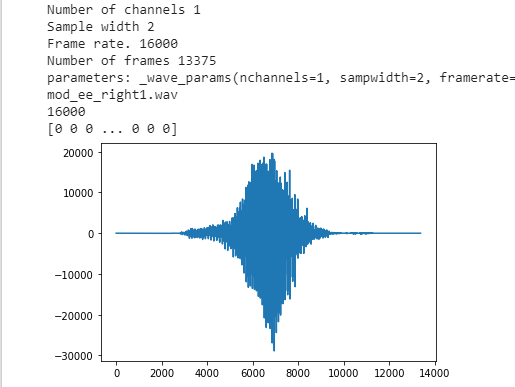 Number of channels 1
Sample width 2
Frame rate. 16000
Number of frames 13375
parameters: _wave_params(nchannels=1, sampwidth=2, framerate=
mod_ee_right1.wav
16000
[0 0 0 ... 0 0 0]
20000
10000
0
−10000
−20000
−30000
0 2000 4000 6000 8000 10000 12000 14000